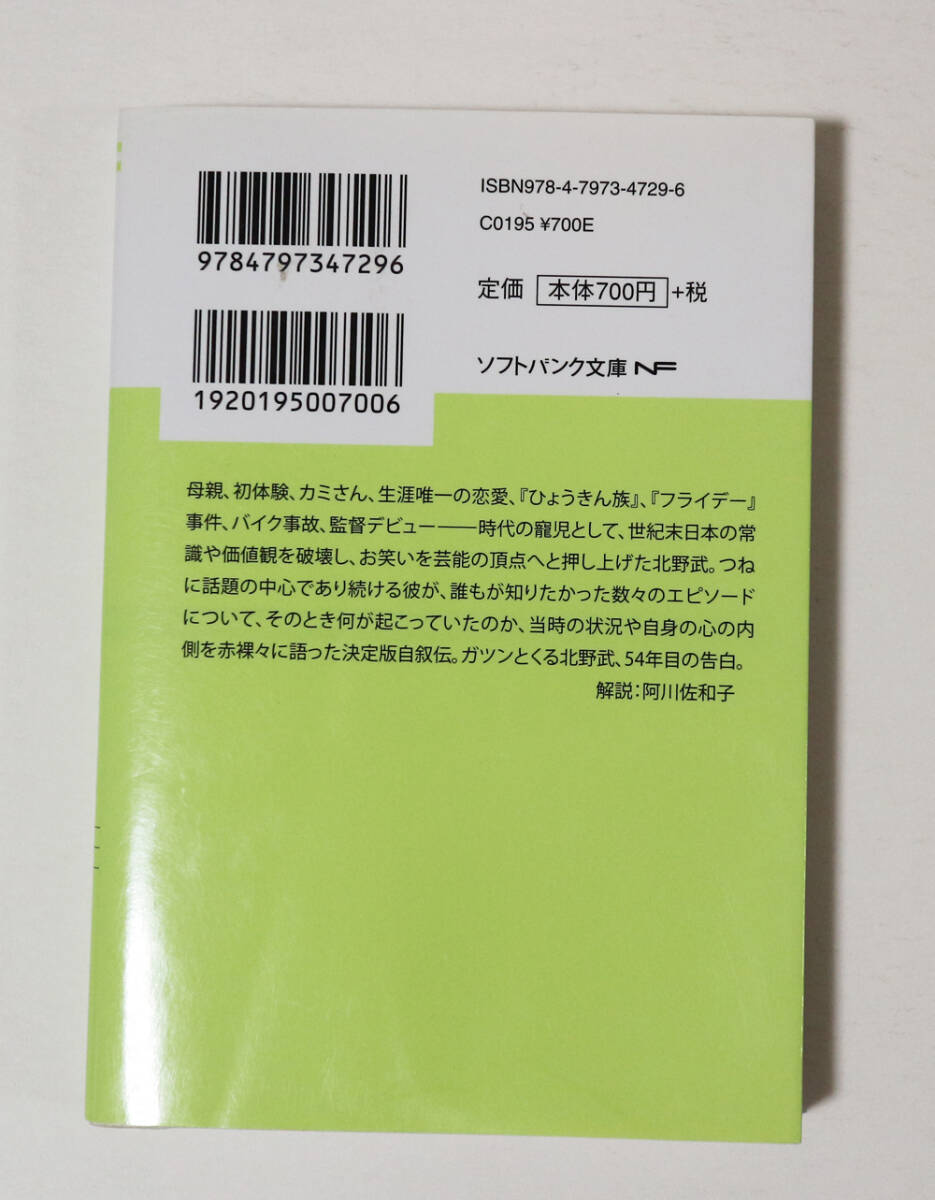 9784797347296
ISBN978-4-7973-4729-6
C0195 ¥700E
定価 本体700円 +税
1920195007006
ソフトバンク文庫 NF
母親、初体験、カミさん、生涯唯一の恋愛、『ひょうきん族』、『フライデー』
事件、バイク事故、監督デビュー――時代の寵児として、世紀末日本の常
識や価値観を破壊し、お笑いを芸能の頂点へと押し上げた北野武。つね
に話題の中心であり続ける彼が、誰もが知りたかった数々のエピソード
について、そのとき何が起こっていたのか、当時の状況や自身の心の内
側を赤裸々に語った決定版自叙伝。ガツンとくる北野武、54年目の告白。
解説：阿川佐和子